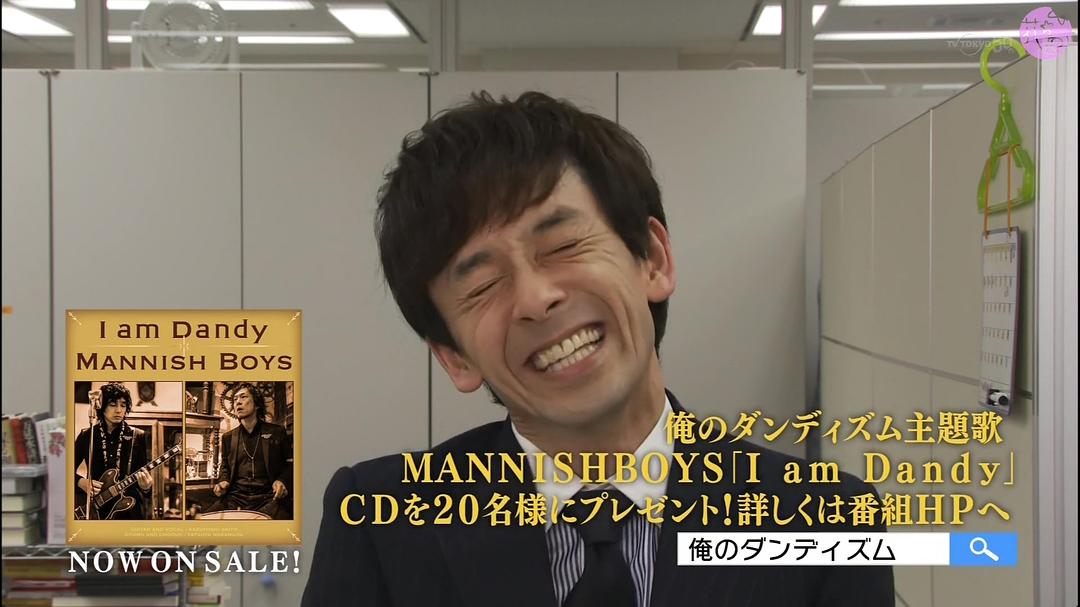 TV TOKYO
I am Dandy
MANNISH BOYS
NOW ON SALE!
俺のダンディズム主題歌
MANNISHBOYS「I am Dandy」
CDを20名様にプレゼント!詳しくは番組HPへ
俺のダンディズム